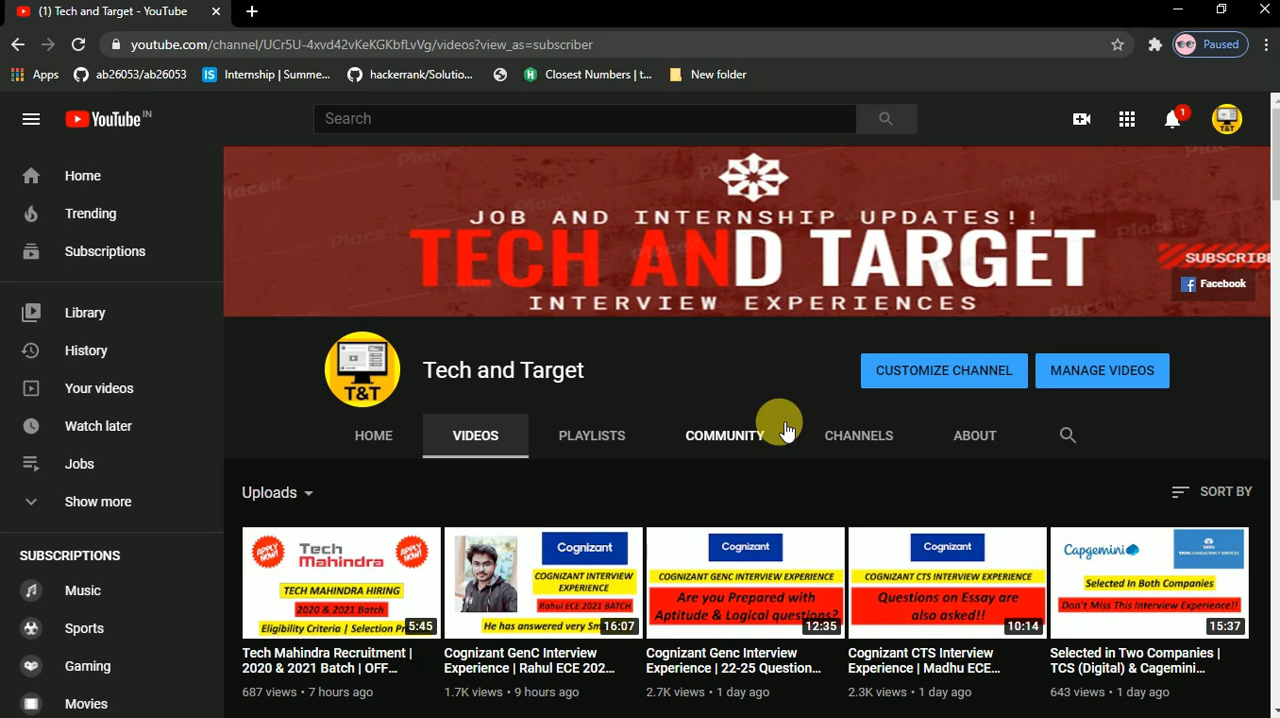 (1) Tech and Target - YouTube
youtube.com/channel/UCr5U-4xvd42vKeKGKbfLvVg/videos?view_as=subscriber
Paused
Apps
ab26053/ab26053
IS
Internship | Summe...
hackerrank/Solutio...
Closest Numbers | t...
New folder
YouTube IN
Search
1
Home
Trending
Subscriptions
Library
History
Your videos
Watch later
Jobs
Show more
SUBSCRIPTIONS
Music
Sports
Gaming
Movies
Placeit
JOB AND INTERNSHIP UPDATES!!
TECH AND TARGET
INTERVIEW EXPERIENCES
SUBSCRIBE
Facebook
T&T
Tech and Target
CUSTOMIZE CHANNEL
MANAGE VIDEOS
HOME
VIDEOS
PLAYLISTS
COMMUNITY
CHANNELS
ABOUT
Uploads
SORT BY
APPLY NOW!
Tech Mahindra
APPLY NOW!
TECH MAHINDRA HIRING
2020 & 2021 Batch
Eligibility Criteria | Selection Pr
5:45
Tech Mahindra Recruitment |
2020 & 2021 Batch | OFF...
687 views • 7 hours ago
Cognizant
COGNIZANT INTERVIEW
EXPERIENCE
Rahul ECE 2021 BATCH
He has answered very Sm
16:07
Cognizant GenC Interview
Experience | Rahul ECE 202...
1.7K views • 9 hours ago
Cognizant
COGNIZANT GENC INTERVIEW EXPERIENCE
Are you Prepared with
Aptitude & Logical questions?
12:35
Cognizant Genc Interview
Experience | 22-25 Question...
2.7K views • 1 day ago
Cognizant
COGNIZANT CTS INTERVIEW EXPERIENCE
Questions on Essay are
also asked!!
10:14
Cognizant CTS Interview
Experience | Madhu ECE...
2.3K views • 1 day ago
Capgemini
TATA
Selected In Both Companies
Don't Miss This Interview Experience!!
15:37
Selected in Two Companies |
TCS (Digital) & Cagemini...
643 views • 1 day ago